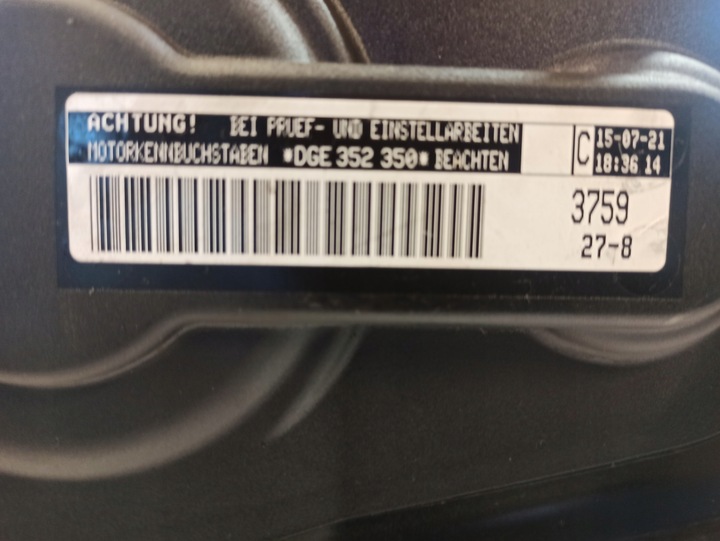 ACHTUNG! BEI PRUEF- UND EINSTELLARBEITEN
MOTORKENNBUCHSTABEN *DGE 352 350* BEACHTEN
C
15-07-21
18:36 14
3759
27-8